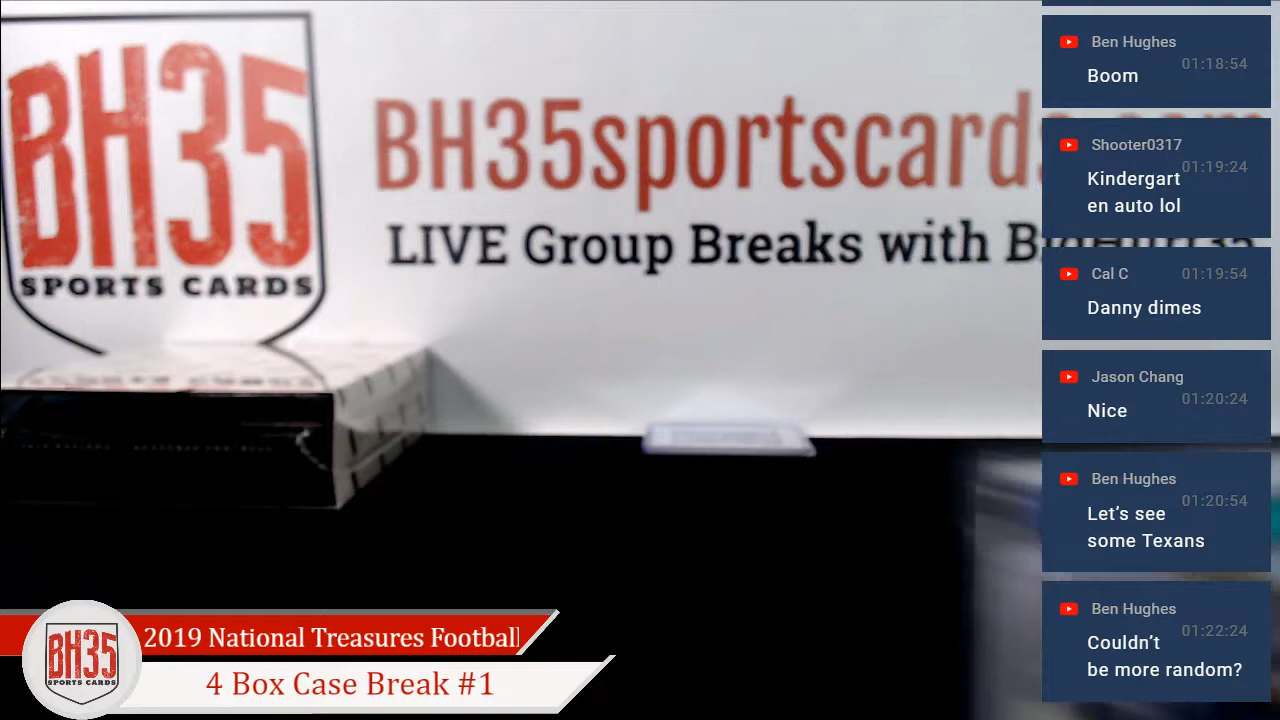 BH35
SPORTS CARDS
BH35sportscard
LIVE Group Breaks with
Ben Hughes
01:18:54
Boom
Shooter0317
01:19:24
Kindergart
en auto lol
Cal C
01:19:54
Danny dimes
Jason Chang
01:20:24
Nice
Ben Hughes
01:20:54
Let’s see
some Texans
Ben Hughes
01:22:24
Couldn’t
be more random?
BH35
SPORTS CARDS
2019 National Treasures Football
4 Box Case Break #1